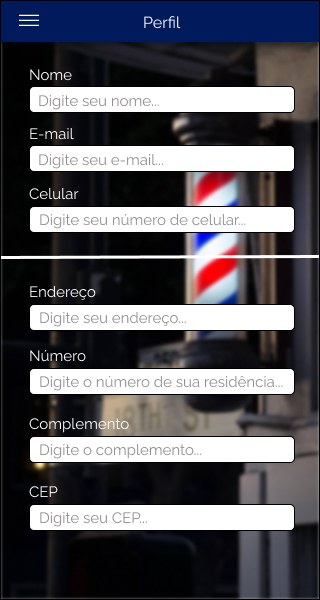 Perfil
Nome
Digite seu nome...
E-mail
Digite seu e-mail...
Celular
Digite seu número de celular...
Endereço
Digite seu endereço...
Número
Digite o número de sua residência...
Complemento
Digite o complemento...
CEP
Digite seu CEP...